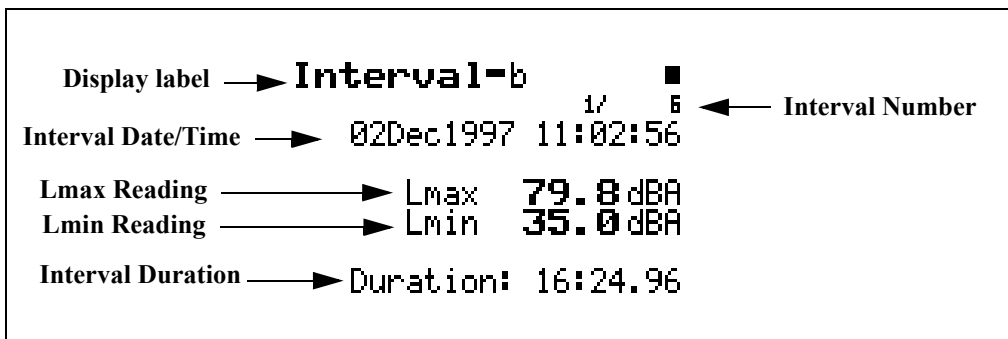 Display label Interval-b
1/ 6 Interval Number
Interval Date/Time 02Dec1997 11:02:56
Lmax Reading Lmax 79.8dBA
Lmin Reading Lmin 35.0dBA
Interval Duration Duration: 16:24.96